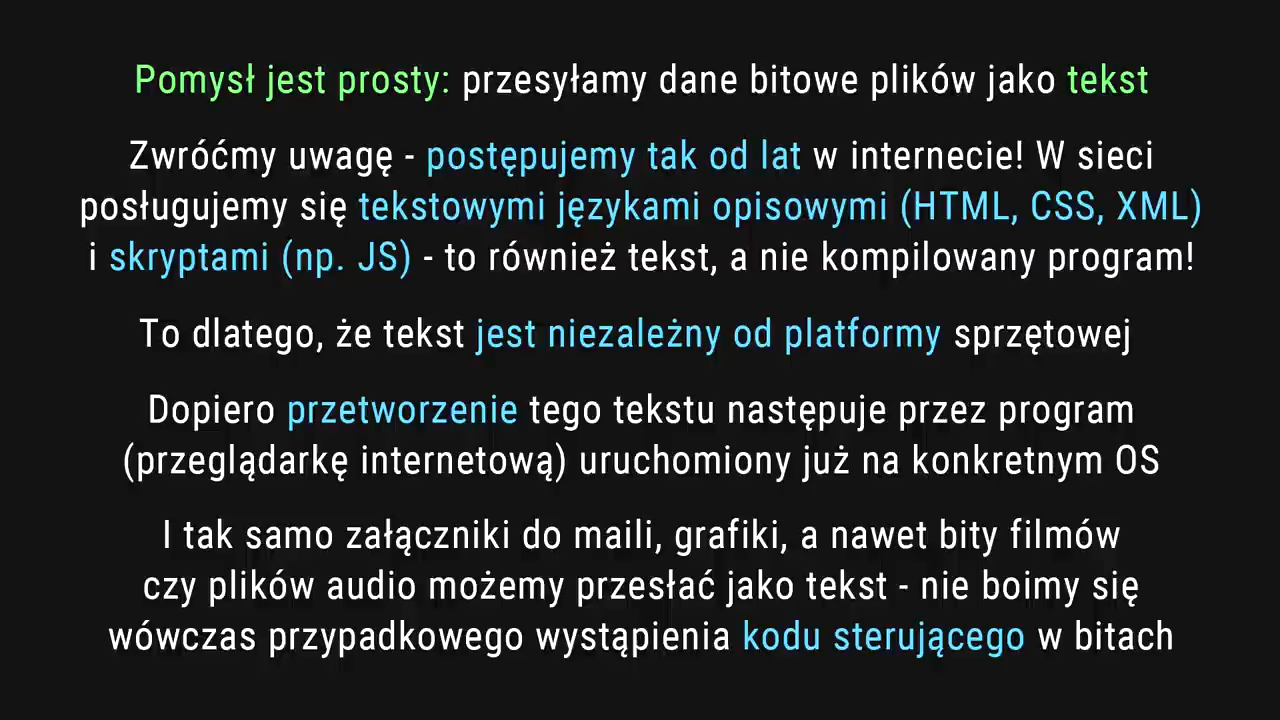 Pomysł jest prosty: przesyłamy dane bitowe plików jako tekst
Zwróćmy uwagę - postępujemy tak od lat w internecie! W sieci
posługujemy się tekstowymi językami opisowymi (HTML, CSS, XML)
i skryptami (np. JS) - to również tekst, a nie kompilowany program!
To dlatego, że tekst jest niezależny od platformy sprzętowej
Dopiero przetworzenie tego tekstu następuje przez program
(przeglądarkę internetową) uruchomiony już na konkretnym OS
I tak samo załączniki do maili, grafiki, a nawet bity filmów
czy plików audio możemy przesłać jako tekst - nie boimy się
wówczas przypadkowego wystąpienia kodu sterującego w bitach